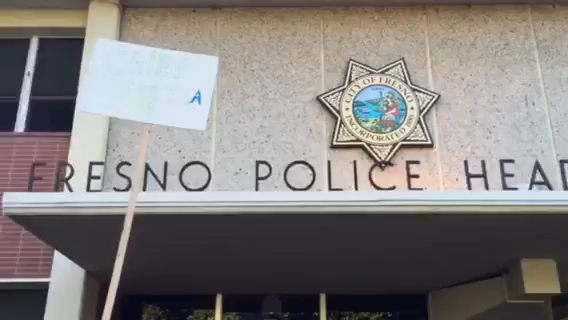 A
CITY OF FRESNO
INCORPORATED 1885
FRESNO POLICE HEAD